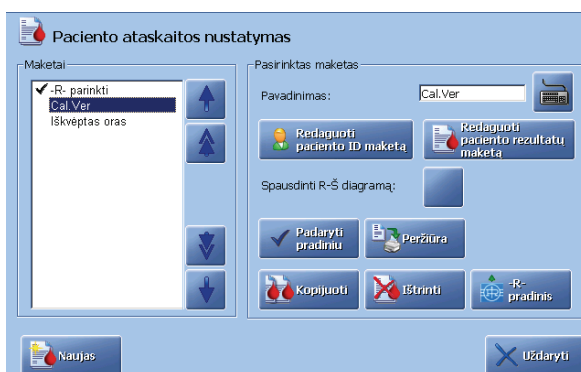 Paciento ataskaitos nustatymas
Maketai
-R- parinkti
Cal.Ver
Iškvėptas oras
Pasirinktas maketas
Pavadinimas:
Cal.Ver
Redaguoti
paciento ID maketą
Redaguoti
paciento rezultatų
maketą
Spausdinti R-Š diagramą:
Padaryti
pradiniu
Peržiūra
Kopijuoti
Ištrinti
-R-
pradinis
Naujas
Uždaryti